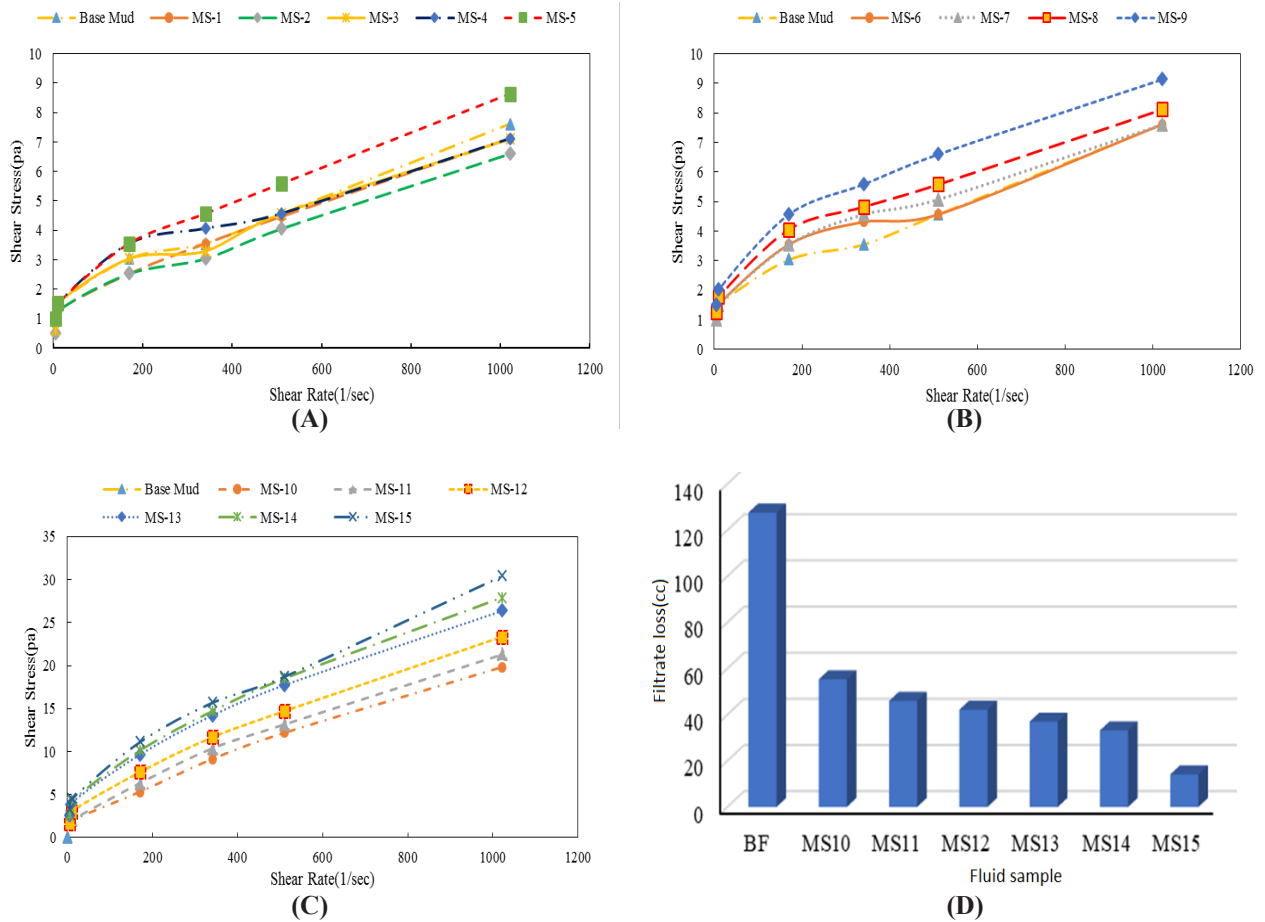 Base Mud MS-1 MS-2 MS-3 MS-4 MS-5
10
9
8
7
6
5
4
3
2
1
0
Shear Stress(pa)
0 200 400 600 800 1000 1200
Shear Rate(1/sec)
(A)
Base Mud MS-6 MS-7 MS-8 MS-9
10
9
8
7
6
5
4
3
2
1
0
Shear Stress(pa)
0 200 400 600 800 1000 1200
Shear Rate(1/sec)
(B)
Base Mud MS-10 MS-11 MS-12
MS-13 MS-14 MS-15
35
30
25
20
15
10
5
0
Shear Stress(pa)
0 200 400 600 800 1000 1200
Shear Rate(1/sec)
(C)
140
120
100
80
60
40
20
0
Filtrate loss(cc)
BF MS10 MS11 MS12 MS13 MS14 MS15
Fluid sample
(D)